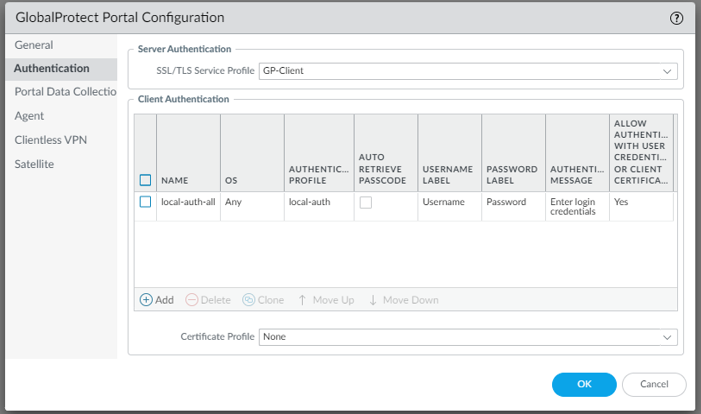 GlobalProtect Portal Configuration
General
Authentication
Portal Data Collectio
Agent
Clientless VPN
Satellite
Server Authentication
SSL/TLS Service Profile GP-Client
Client Authentication
NAME
OS
AUTHENTIC...
PROFILE
AUTO
RETRIEVE
PASSCODE
USERNAME
LABEL
PASSWORD
LABEL
AUTHENTI...
MESSAGE
ALLOW
AUTHENTI...
WITH USER
CREDENTI...
OR CLIENT
CERTIFICA...
local-auth-all Any local-auth Username Password Enter login Yes
credentials
Add Delete Clone Move Up Move Down
Certificate Profile None
OK Cancel